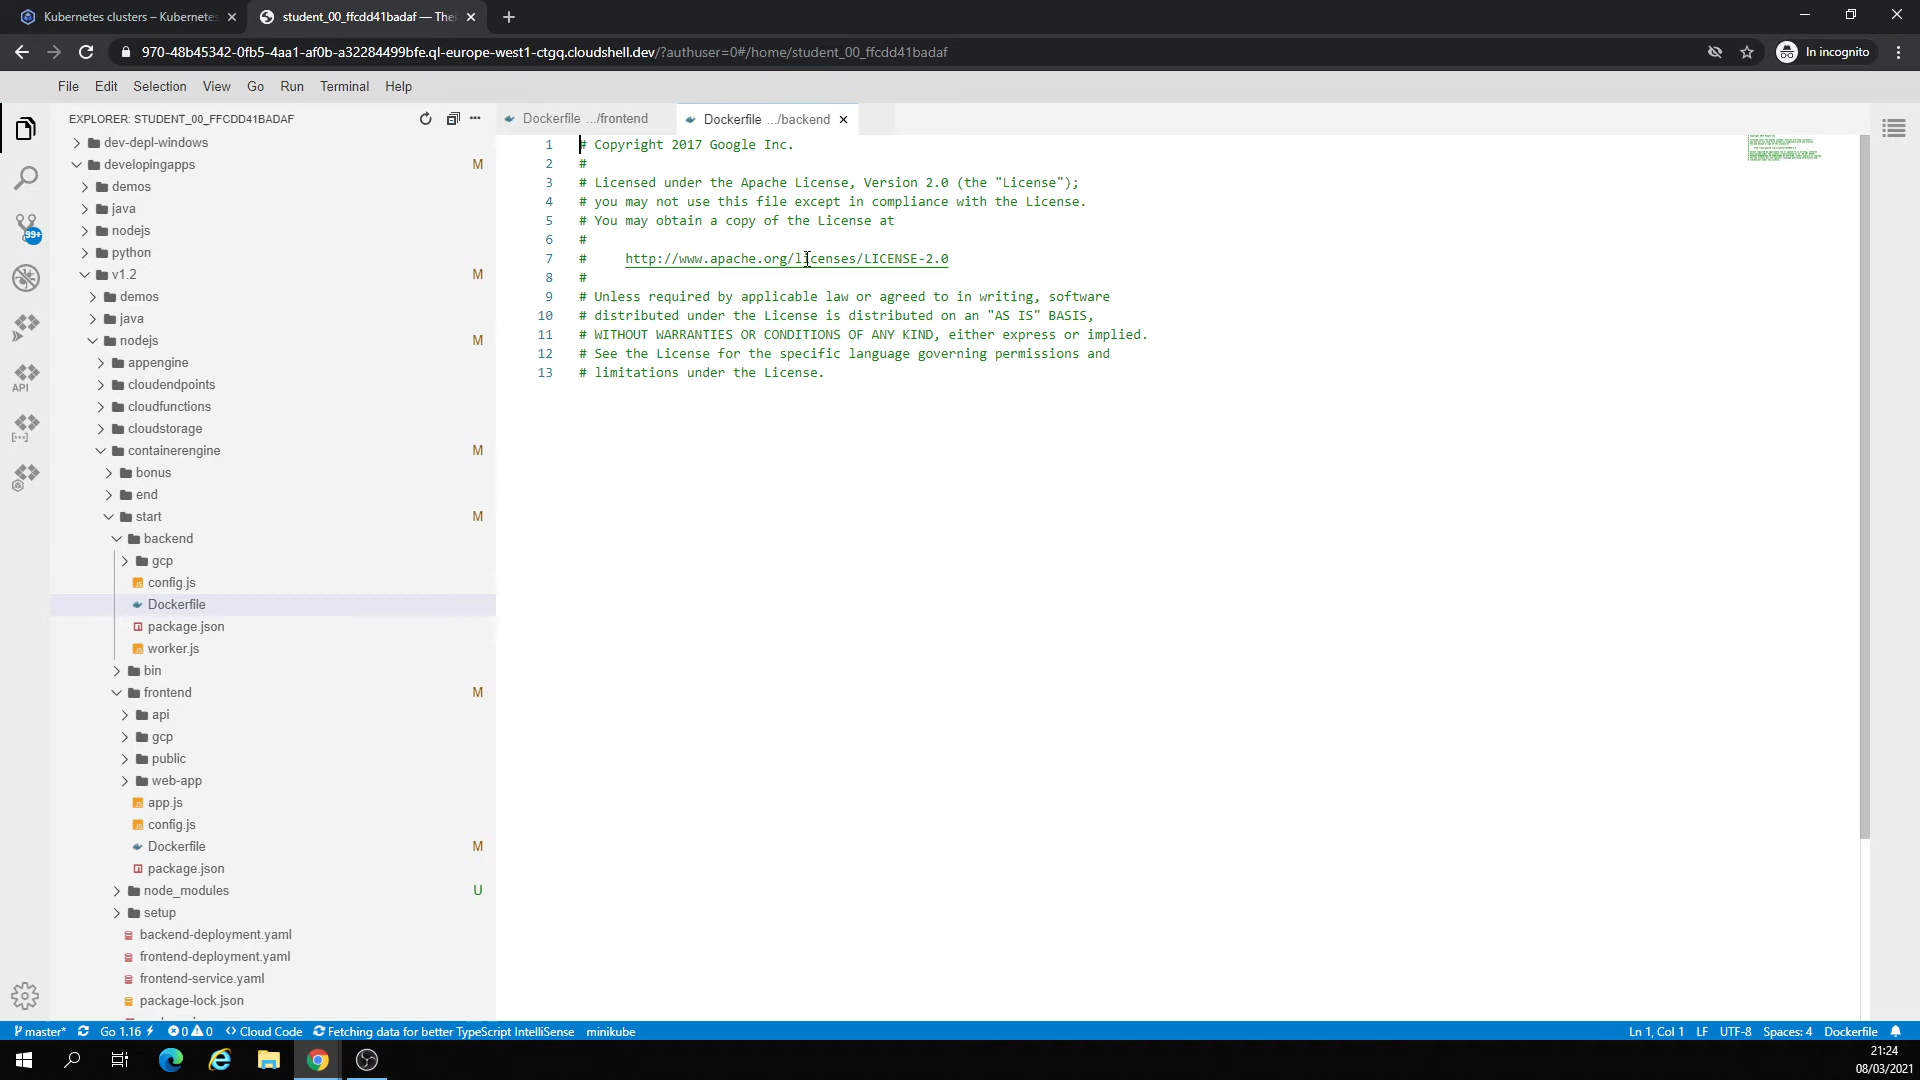 Kubernetes clusters – Kubernetes
student_00_ffcdd41badaf — Thei
970-48b45342-0fb5-4aa1-af0b-a32284499bfe.ql-europe-west1-ctgq.cloudshell.dev/?authuser=0#/home/student_00_ffcdd41badaf
In incognito
File Edit Selection View Go Run Terminal Help
EXPLORER: STUDENT_00_FFCDD41BADAF
Dockerfile .../frontend
Dockerfile .../backend
dev-depl-windows
developingapps M
demos
java
nodejs
python
v1.2 M
demos
java
nodejs M
appengine
cloudendpoints
cloudfunctions
cloudstorage
containerengine M
bonus
end
start M
backend
gcp
config.js
Dockerfile
package.json
worker.js
bin
frontend M
api
gcp
public
web-app
app.js
config.js
Dockerfile M
package.json
node_modules U
setup
backend-deployment.yaml
frontend-deployment.yaml
frontend-service.yaml
package-lock.json
99+
API
1 # Copyright 2017 Google Inc.
2 #
3 # Licensed under the Apache License, Version 2.0 (the "License");
4 # you may not use this file except in compliance with the License.
5 # You may obtain a copy of the License at
6 #
7 # http://www.apache.org/licenses/LICENSE-2.0
8 #
9 # Unless required by applicable law or agreed to in writing, software
10 # distributed under the License is distributed on an "AS IS" BASIS,
11 # WITHOUT WARRANTIES OR CONDITIONS OF ANY KIND, either express or implied.
12 # See the License for the specific language governing permissions and
13 # limitations under the License.
master* Go 1.16 0 0 Cloud Code Fetching data for better TypeScript IntelliSense minikube
Ln 1, Col 1 LF UTF-8 Spaces: 4 Dockerfile
21:24
08/03/2021